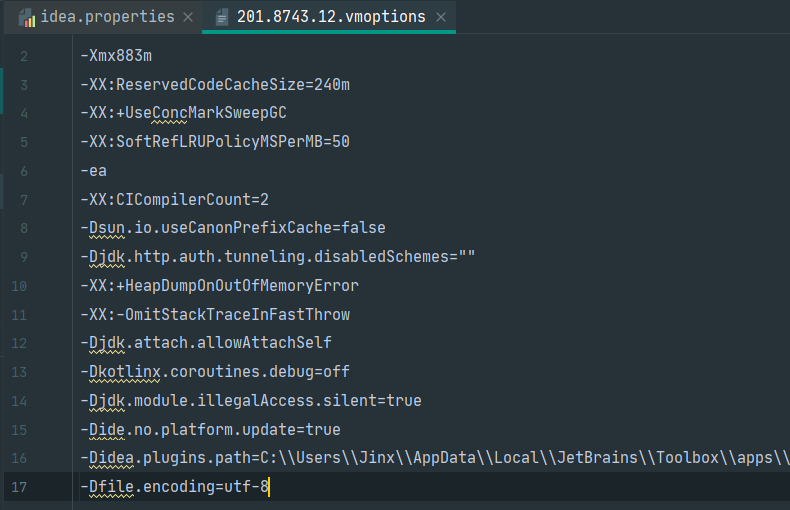 idea.properties 201.8743.12.vmoptions
2 -Xmx883m
3 -XX:ReservedCodeCacheSize=240m
4 -XX:+UseConcMarkSweepGC
5 -XX:SoftRefLRUPolicyMSPerMB=50
6 -ea
7 -XX:CICompilerCount=2
8 -Dsun.io.useCanonPrefixCache=false
9 -Djdk.http.auth.tunneling.disabledSchemes=""
10 -XX:+HeapDumpOnOutOfMemoryError
11 -XX:-OmitStackTraceInFastThrow
12 -Djdk.attach.allowAttachSelf
13 -Dkotlinx.coroutines.debug=off
14 -Djdk.module.illegalAccess.silent=true
15 -Dide.no.platform.update=true
16 -Didea.plugins.path=C:\\Users\\Jinx\\AppData\\Local\\JetBrains\\Toolbox\\apps\\
17 -Dfile.encoding=utf-8